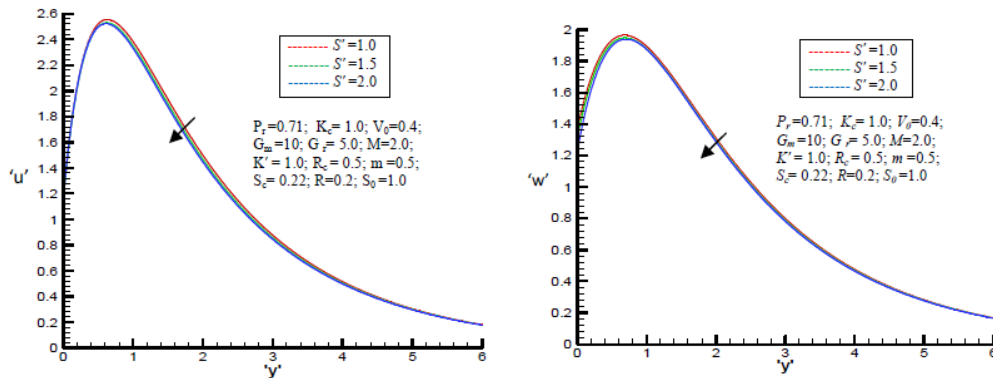 2.6
2.4
2.2
2
1.8
1.6
1.4
'u'
1.2
1
0.8
0.6
0.4
0.2
0
0 1 2 3 4 5 6
'y'
S'=1.0
S'=1.5
S'=2.0
Pr=0.71; Kc= 1.0; V0=0.4;
Gm=10; G r= 5.0; M=2.0;
K' = 1.0; Rc = 0.5; m =0.5;
Sc= 0.22; R=0.2; S0 =1.0
2
1.8
1.6
1.4
1.2
'w'
1
0.8
0.6
0.4
0.2
0
0 1 2 3 4 5 6
'y'
S'=1.0
S'=1.5
S'=2.0
Pr=0.71; Kc= 1.0; V0=0.4;
Gm=10; G r= 5.0; M=2.0;
K' = 1.0; Rc = 0.5; m =0.5;
Sc= 0.22; R=0.2; S0 =1.0